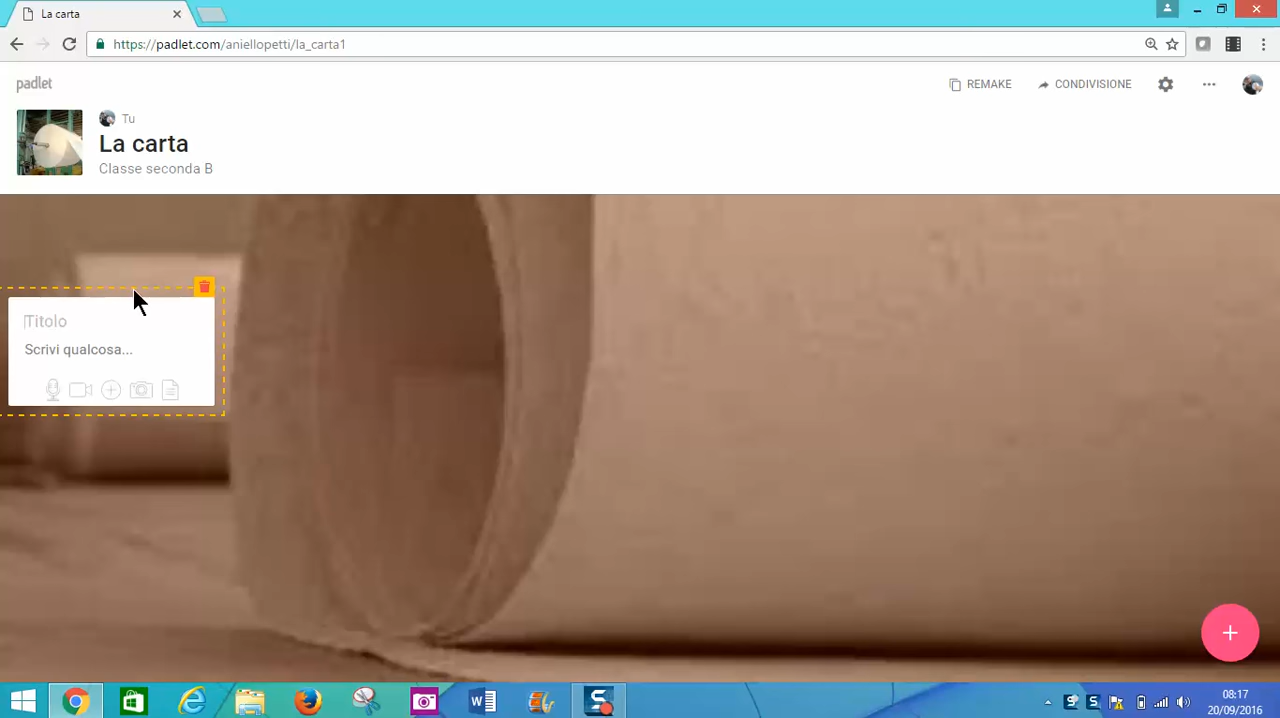 La carta
https://padlet.com/aniellopetti/la_carta1
padlet
REMAKE
CONDIVISIONE
Tu
La carta
Classe seconda B
Titolo
Scrivi qualcosa...
08:17
20/09/2016